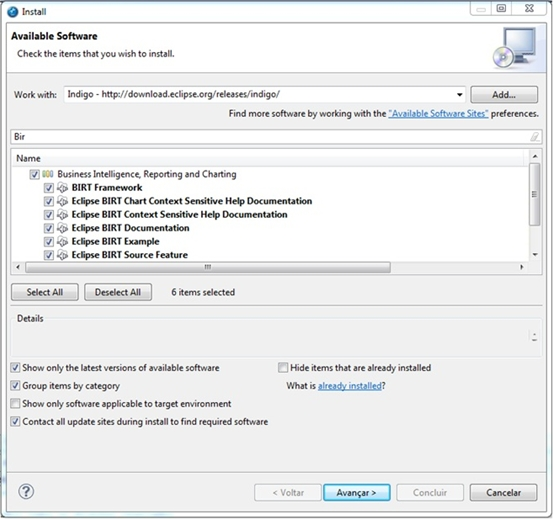 Install
Available Software
Check the items that you wish to install.
Work with: Indigo - http://download.eclipse.org/releases/indigo/ Add...
Find more software by working with the "Available Software Sites" preferences.
Bir
Name
Business Intelligence, Reporting and Charting
BIRT Framework
Eclipse BIRT Chart Context Sensitive Help Documentation
Eclipse BIRT Context Sensitive Help Documentation
Eclipse BIRT Documentation
Eclipse BIRT Example
Eclipse BIRT Source Feature
Select All Deselect All 6 items selected
Details
Show only the latest versions of available software Hide items that are already installed
Group items by category What is already installed?
Show only software applicable to target environment
Contact all update sites during install to find required software
< Voltar Avançar > Concluir Cancelar